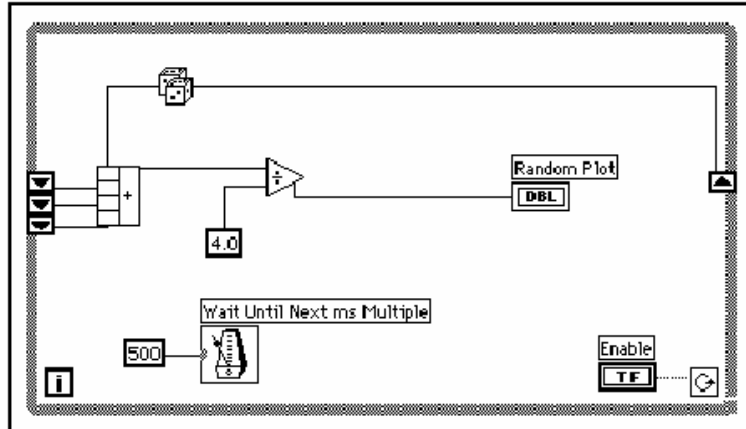 Random Plot
DBL
+
÷
4.0
Wait Until Next ms Multiple
500
Enable
TF
i